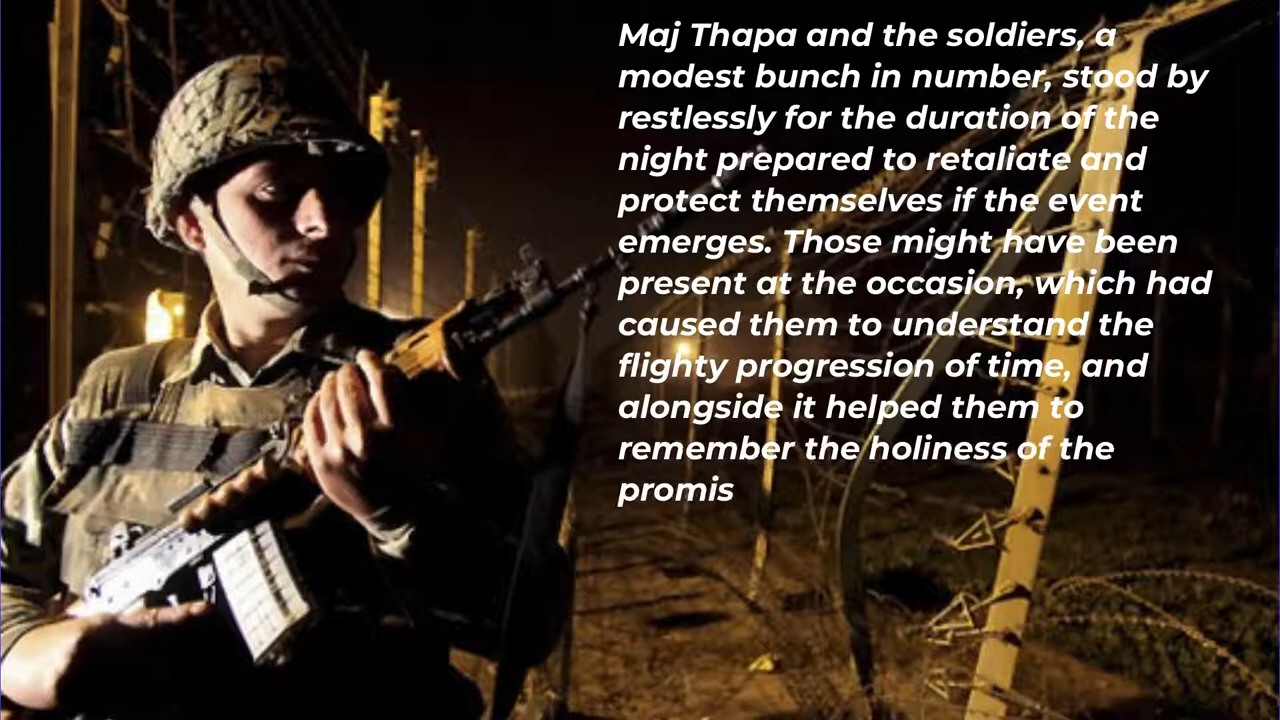 Maj Thapa and the soldiers, a
modest bunch in number, stood by
restlessly for the duration of the
night prepared to retaliate and
protect themselves if the event
emerges. Those might have been
present at the occasion, which had
caused them to understand the
flighty progression of time, and
alongside it helped them to
remember the holiness of the
promis